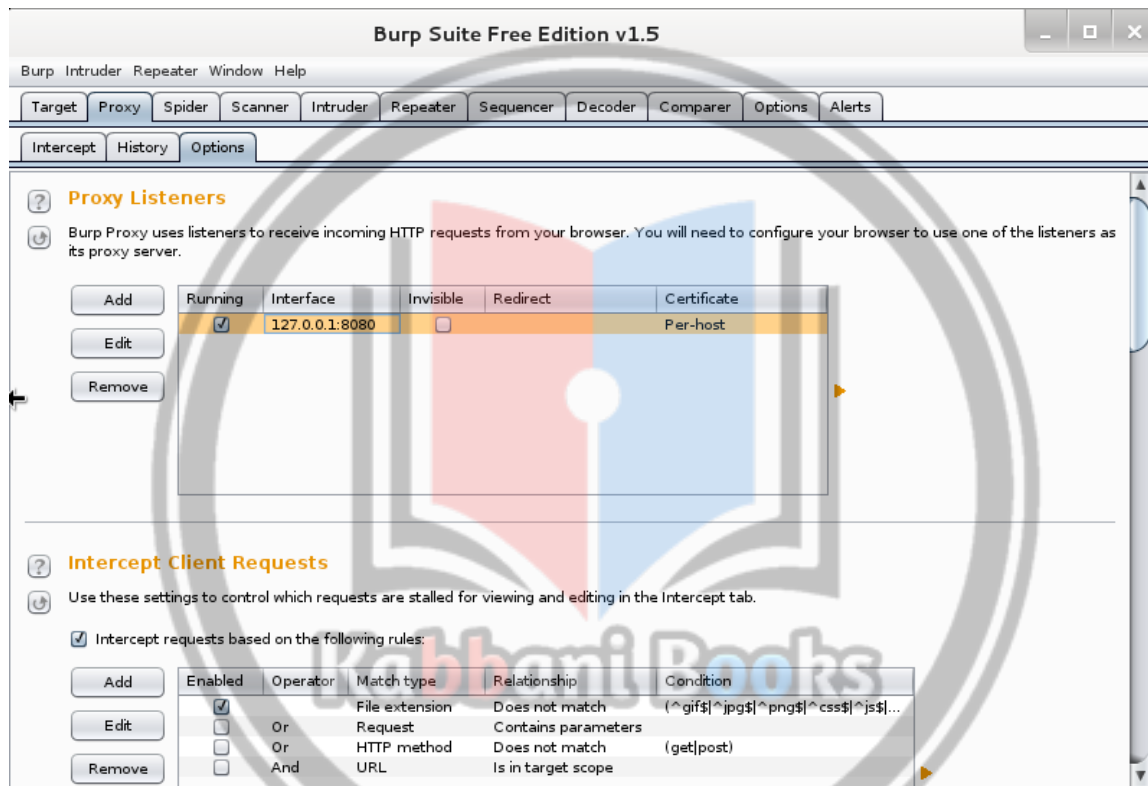 Burp Suite Free Edition v1.5
Burp Intruder Repeater Window Help
Target Proxy Spider Scanner Intruder Repeater Sequencer Decoder Comparer Options Alerts
Intercept History Options
? Proxy Listeners
Burp Proxy uses listeners to receive incoming HTTP requests from your browser. You will need to configure your browser to use one of the listeners as
its proxy server.
Add Running Interface Invisible Redirect Certificate
127.0.0.1:8080 Per-host
Edit
Remove
? Intercept Client Requests
Use these settings to control which requests are stalled for viewing and editing in the Intercept tab.
Intercept requests based on the following rules:
Kabbani Books
Add Enabled Operator Match type Relationship Condition
File extension Does not match (^gif$|^jpg$|^png$|^css$|^js$|...
Edit Or Request Contains parameters
Or HTTP method Does not match (get|post)
Remove And URL Is in target scope